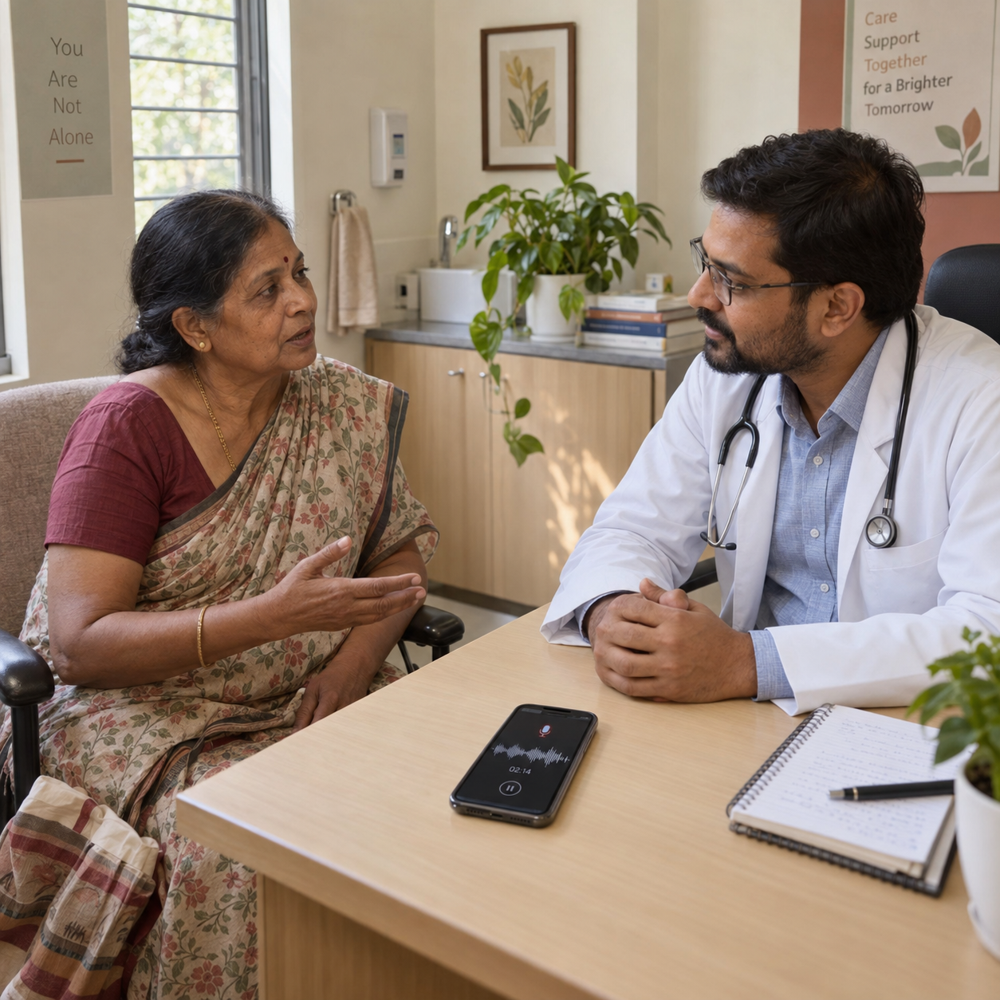 You
Are
Not
Alone
Care
Support
Together
for a Brighter
Tomorrow
02:14